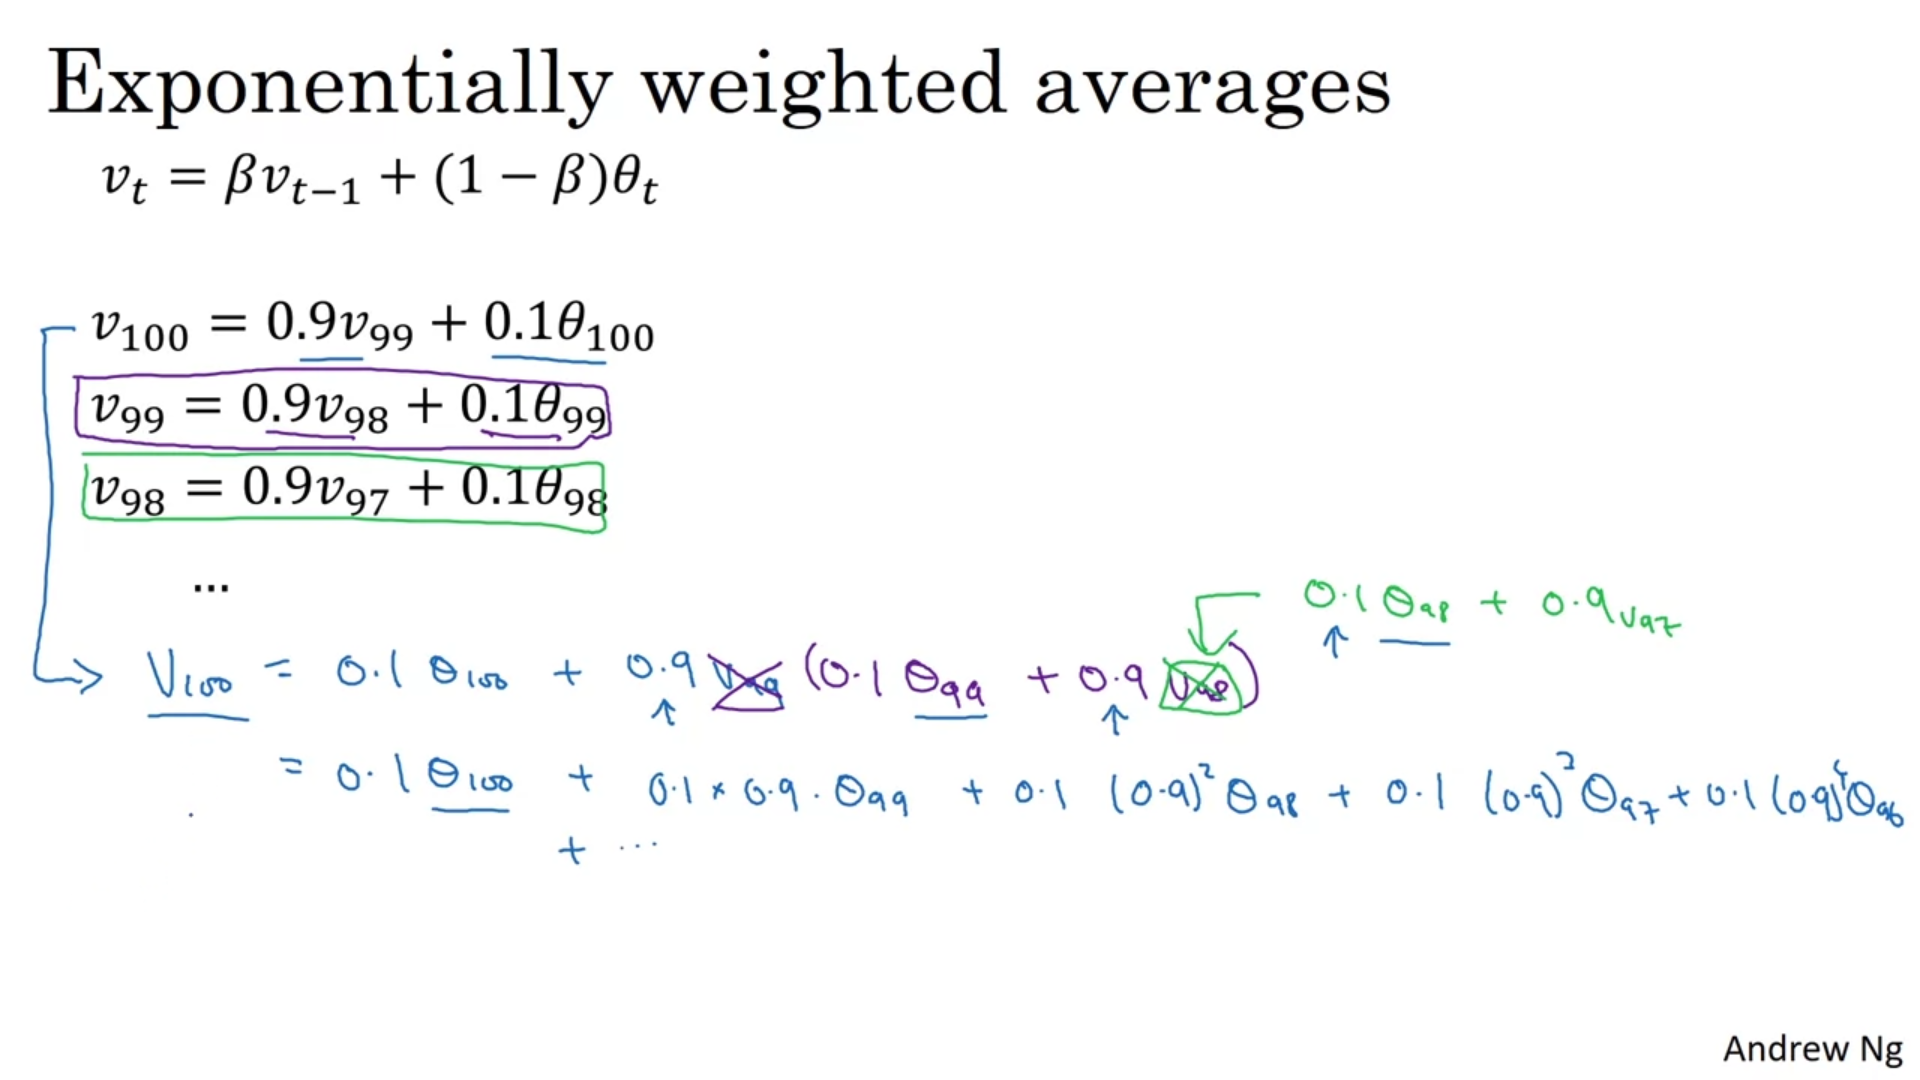 Exponentially weighted averages
vₜ = βvₜ₋₁ + (1 − β)θₜ
v₁₀₀ = 0.9v₉₉ + 0.1θ₁₀₀
v₉₉ = 0.9v₉₈ + 0.1θ₉₉
v₉₈ = 0.9v₉₇ + 0.1θ₉₈
...
0.1 θ₉₈ + 0.9 v₉₇
V₁₀₀ = 0.1 θ₁₀₀ + 0.9 v₉₉ (0.1 θ₉₉ + 0.9 v₉₈)
= 0.1 θ₁₀₀ + 0.1 × 0.9 · θ₉₉ + 0.1 (0.9)² θ₉₈ + 0.1 (0.9)³ θ₉₇ + 0.1 (0.9)⁴ θ₉₆
+ ...
Andrew Ng